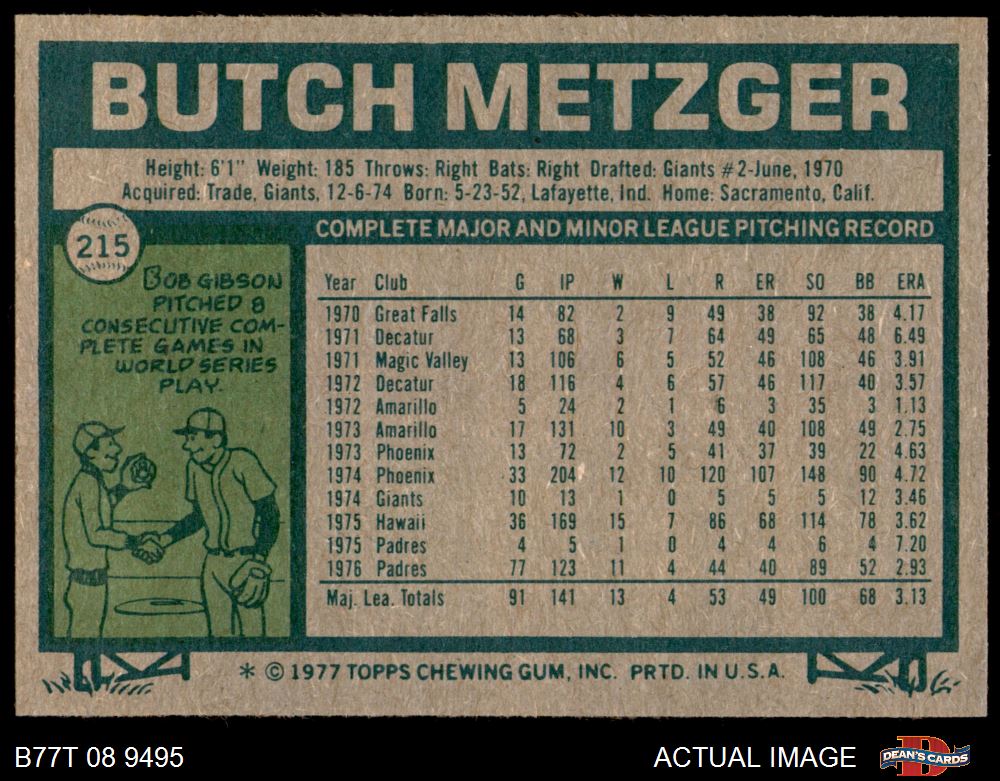 BUTCH METZGER
Height: 6'1" Weight: 185 Throws: Right Bats: Right Drafted: Giants #2-June, 1970
Acquired: Trade, Giants, 12-6-74 Born: 5-23-52, Lafayette, Ind. Home: Sacramento, Calif.
215
BOB GIBSON
PITCHED 8
CONSECUTIVE COM-
PLETE GAMES IN
WORLD SERIES
PLAY.
COMPLETE MAJOR AND MINOR LEAGUE PITCHING RECORD
Year Club G IP W L R ER SO BB ERA
1970 Great Falls 14 82 2 9 49 38 92 38 4.17
1971 Decatur 13 68 3 7 64 49 65 48 6.49
1971 Magic Valley 13 106 6 5 52 46 108 46 3.91
1972 Decatur 18 116 4 6 57 46 117 40 3.57
1972 Amarillo 5 24 2 1 6 3 35 3 1.13
1973 Amarillo 17 131 10 3 49 40 108 49 2.75
1973 Phoenix 13 72 2 5 41 37 39 22 4.63
1974 Phoenix 33 204 12 10 120 107 148 90 4.72
1974 Giants 10 13 1 0 5 5 5 12 3.46
1975 Hawaii 36 169 15 7 86 68 114 78 3.62
1975 Padres 4 5 1 0 4 4 6 4 7.20
1976 Padres 77 123 11 4 44 40 89 52 2.93
Maj. Lea. Totals 91 141 13 4 53 49 100 68 3.13
* © 1977 TOPPS CHEWING GUM, INC. PRTD. IN U.S.A.
B77T 08 9495
ACTUAL IMAGE
DEAN'S CARDS